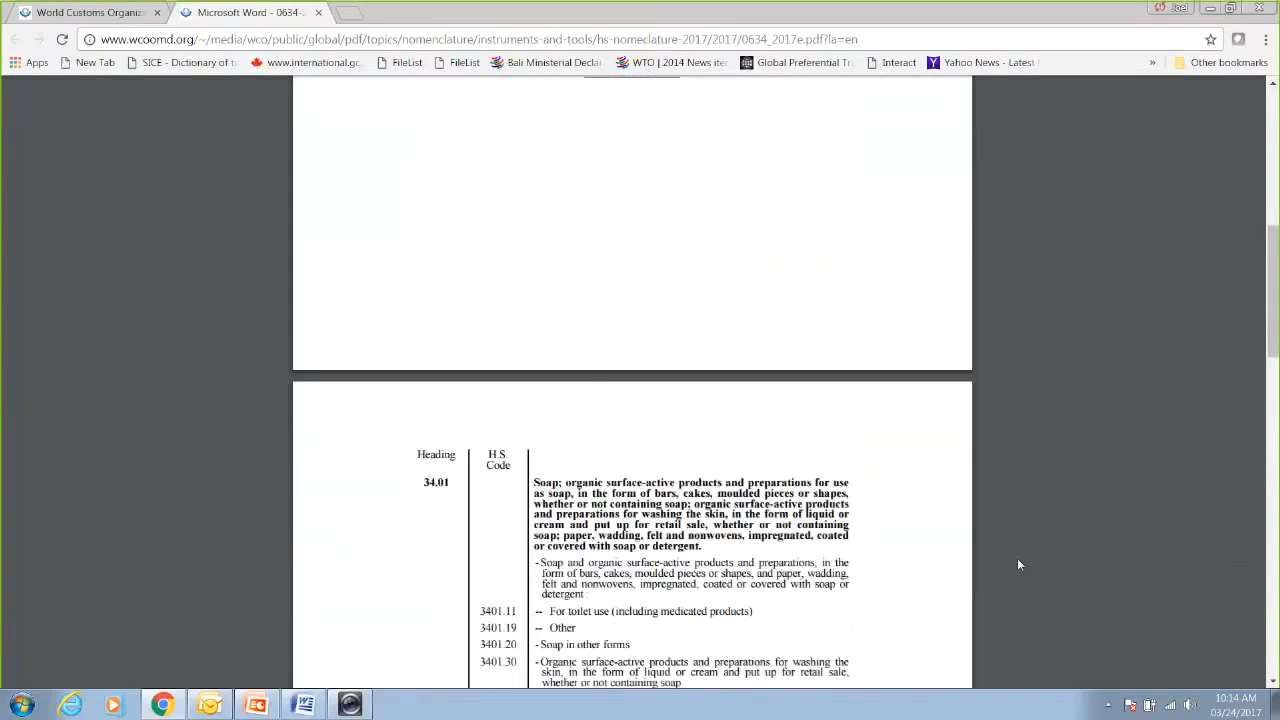 World Customs Organiz
Microsoft Word - 0634-
Joel
www.wcoomd.org/~/media/wco/public/global/pdf/topics/nomenclature/instruments-and-tools/hs-nomeclature-2017/2017/0634_2017e.pdf?la=en
Apps New Tab SICE - Dictionary of t www.international.gc. FileList FileList Bali Ministerial Decla WTO | 2014 News iter Global Preferential Tra Interact Yahoo News - Latest » Other bookmarks
Heading H.S.
Code
34.01 Soap; organic surface-active products and preparations for use
as soap, in the form of bars, cakes, moulded pieces or shapes,
whether or not containing soap; organic surface-active products
and preparations for washing the skin, in the form of liquid or
cream and put up for retail sale, whether or not containing
soap; paper, wadding, felt and nonwovens, impregnated, coated
or covered with soap or detergent.
- Soap and organic surface-active products and preparations, in the
form of bars, cakes, moulded pieces or shapes, and paper, wadding,
felt and nonwovens, impregnated, coated or covered with soap or
detergent :
3401.11 -- For toilet use (including medicated products)
3401.19 -- Other
3401.20 - Soap in other forms
3401.30 - Organic surface-active products and preparations for washing the
skin, in the form of liquid or cream and put up for retail sale,
whether or not containing soap
10:14 AM
03/24/2017